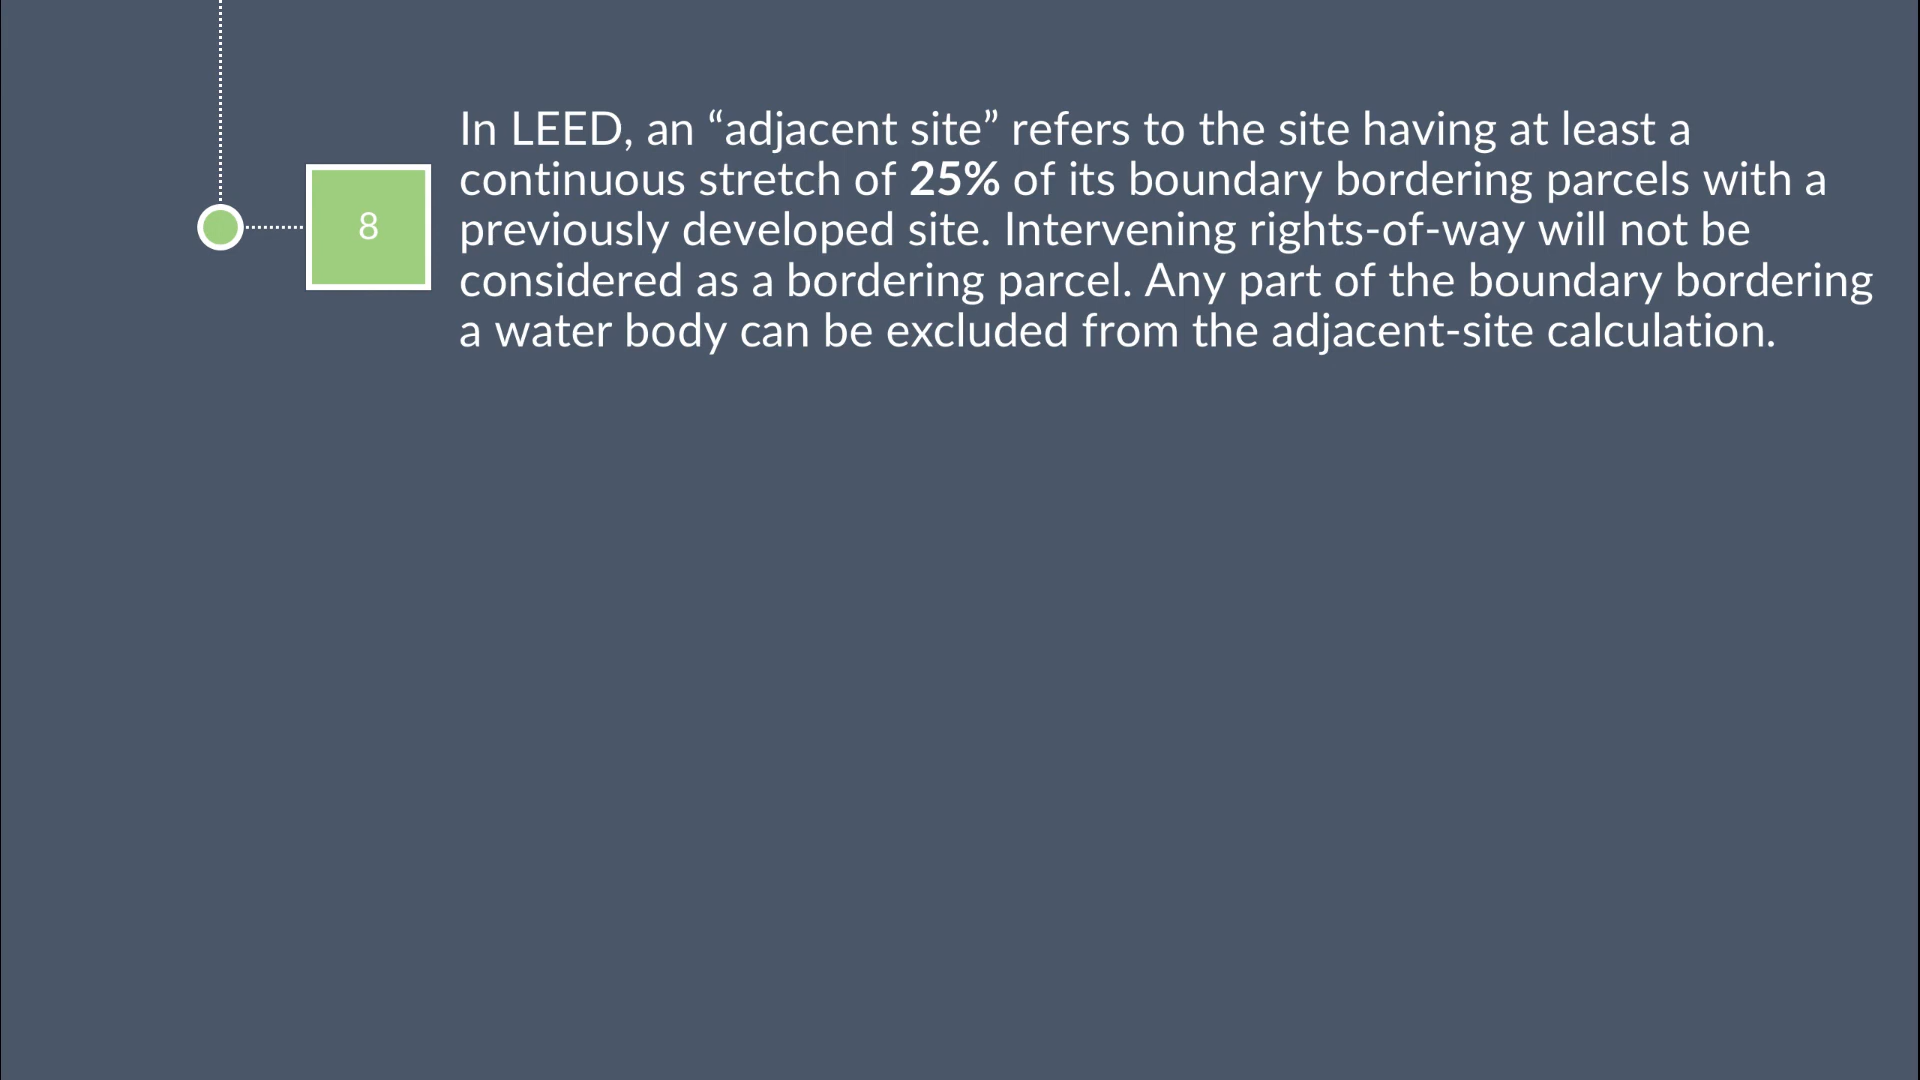 8
In LEED, an “adjacent site” refers to the site having at least a
continuous stretch of 25% of its boundary bordering parcels with a
previously developed site. Intervening rights-of-way will not be
considered as a bordering parcel. Any part of the boundary bordering
a water body can be excluded from the adjacent-site calculation.